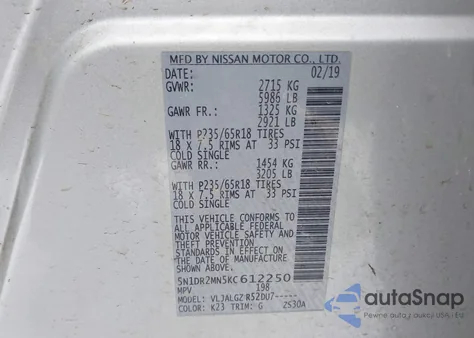 MFD BY NISSAN MOTOR CO., LTD.
DATE: 02/19
GVWR: 2715 KG
5986 LB
GAWR FR.: 1325 KG
2921 LB
WITH P235/65R18 TIRES
18 X 7.5 RIMS AT 33 PSI
COLD SINGLE
GAWR RR.: 1454 KG
3205 LB
WITH P235/65R18 TIRES
18 X 7.5 RIMS AT 33 PSI
COLD SINGLE
THIS VEHICLE CONFORMS TO
ALL APPLICABLE FEDERAL
MOTOR VEHICLE SAFETY AND
THEFT PREVENTION
STANDARDS IN EFFECT ON
THE DATE OF MANUFACTURE
SHOWN ABOVE.
5N1DR2MN5KC612250
MPV 198
MODEL: VLJALGZ R52DU7-----
COLOR: K23 TRIM: G 2S30A
autoSnap
Pewne Auto z USA